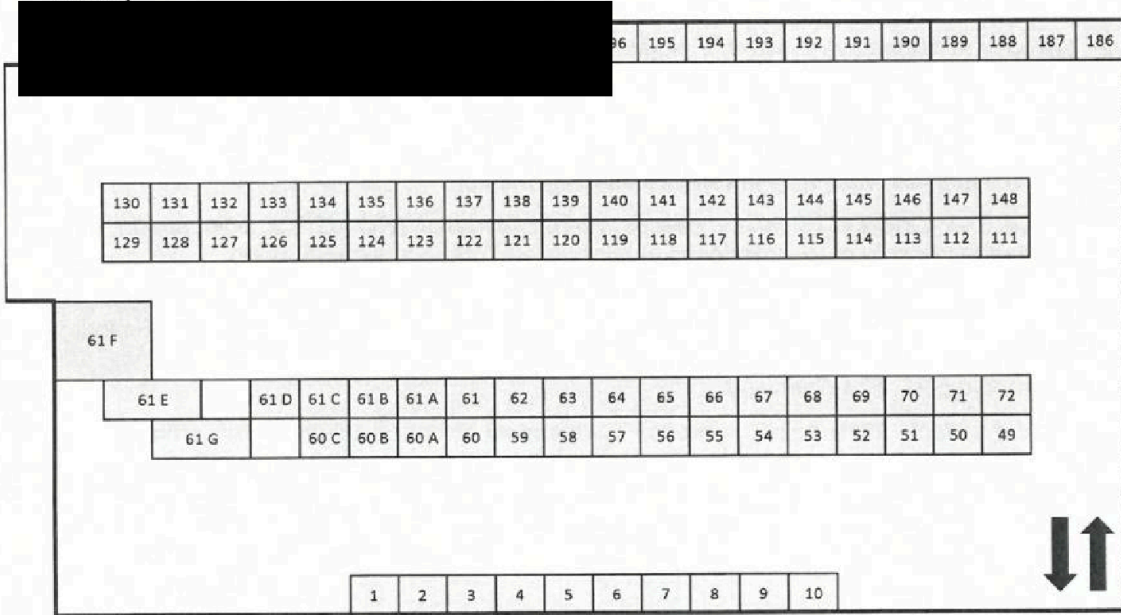 195 194 193 192 191 190 189 188 187 186
130 131 132 133 134 135 136 137 138 139 140 141 142 143 144 145 146 147 148
129 128 127 126 125 124 123 122 121 120 119 118 117 116 115 114 113 112 111
61 F
61 E 61 D 61 C 61 B 61 A 61 62 63 64 65 66 67 68 69 70 71 72
61 G 60 C 60 B 60 A 60 59 58 57 56 55 54 53 52 51 50 49
1 2 3 4 5 6 7 8 9 10